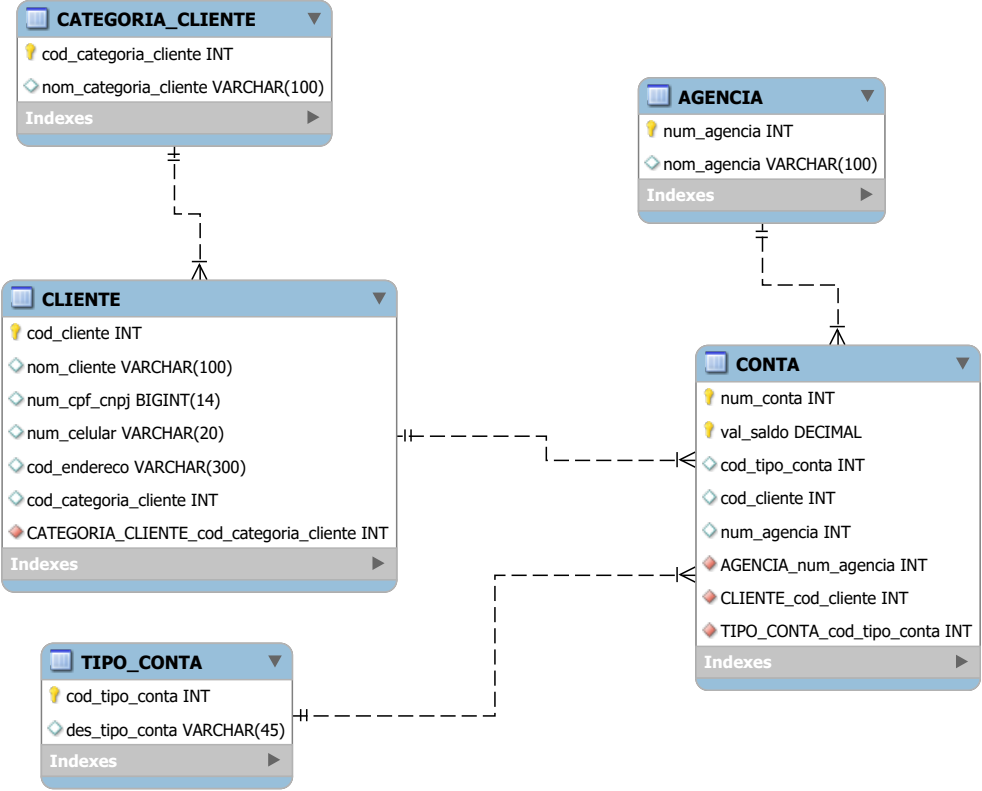 CATEGORIA_CLIENTE
cod_categoria_cliente INT
nom_categoria_cliente VARCHAR(100)
Indexes
AGENCIA
num_agencia INT
nom_agencia VARCHAR(100)
Indexes
CLIENTE
cod_cliente INT
nom_cliente VARCHAR(100)
num_cpf_cnpj BIGINT(14)
num_celular VARCHAR(20)
cod_endereco VARCHAR(300)
cod_categoria_cliente INT
CATEGORIA_CLIENTE_cod_categoria_cliente INT
Indexes
CONTA
num_conta INT
val_saldo DECIMAL
cod_tipo_conta INT
cod_cliente INT
num_agencia INT
AGENCIA_num_agencia INT
CLIENTE_cod_cliente INT
TIPO_CONTA_cod_tipo_conta INT
Indexes
TIPO_CONTA
cod_tipo_conta INT
des_tipo_conta VARCHAR(45)
Indexes